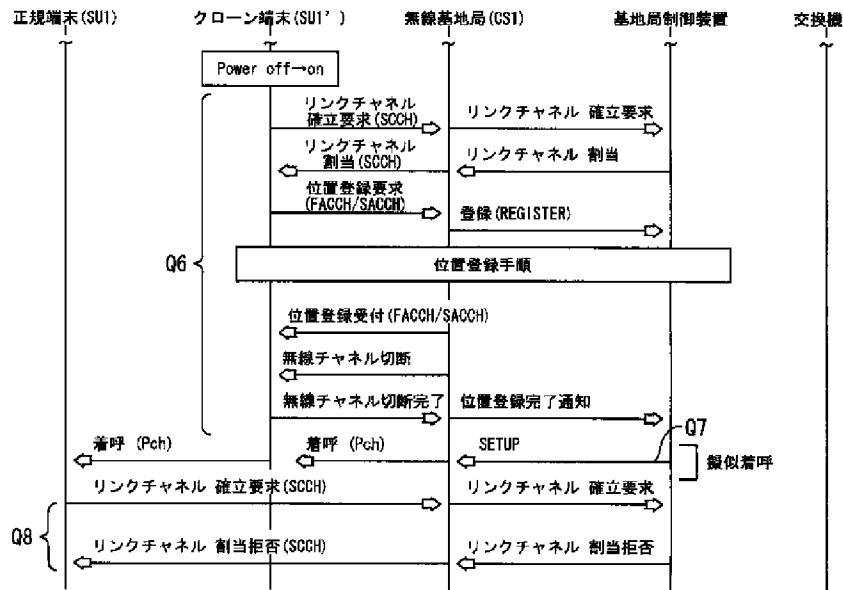 正規端末(SU1)
クローン端末(SU1')
無線基地局(CS1)
基地局制御装置
交換機
Power off→on
リンクチャネル
確立要求(SCCH)
リンクチャネル 確立要求
リンクチャネル
割当(SCCH)
リンクチャネル 割当
位置登録要求
(FACCH/SACCH)
登録(REGISTER)
Q6
位置登録手順
位置登録受付(FACCH/SACCH)
無線チャネル切断
無線チャネル切断完了
位置登録完了通知
Q7
着呼 (Pch)
着呼 (Pch)
SETUP
擬似着呼
リンクチャネル 確立要求(SCCH)
リンクチャネル 確立要求
Q8
リンクチャネル 割当拒否(SCCH)
リンクチャネル 割当拒否